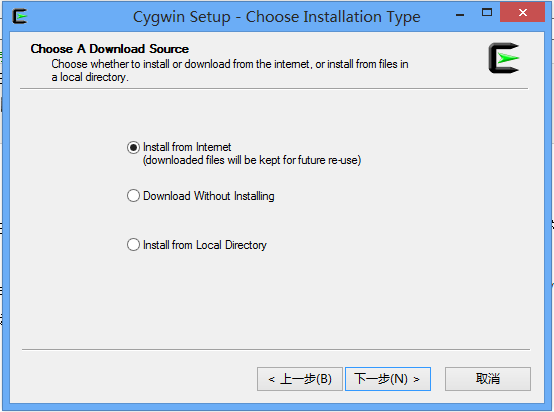 Cygwin Setup - Choose Installation Type
Choose A Download Source
Choose whether to install or download from the internet, or install from files in
a local directory.
Install from Internet
(downloaded files will be kept for future re-use)
Download Without Installing
Install from Local Directory
< 上一步(B)
下一步(N) >
取消